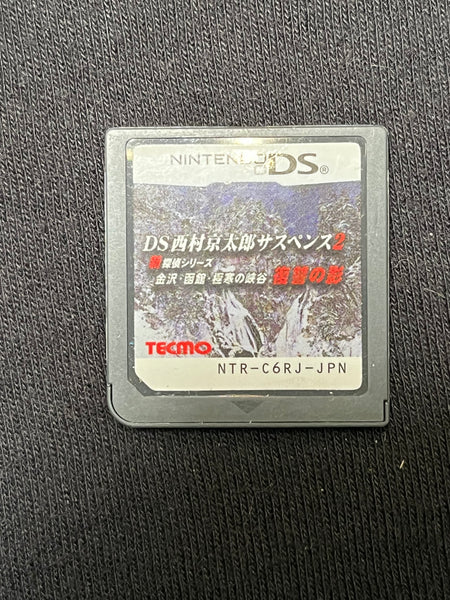 NINTENDO DS®
DS西村京太郎サスペンス2
新探偵シリーズ
金沢・函館・極寒の峡谷 復讐の影
TECMO
NTR-C6RJ-JPN